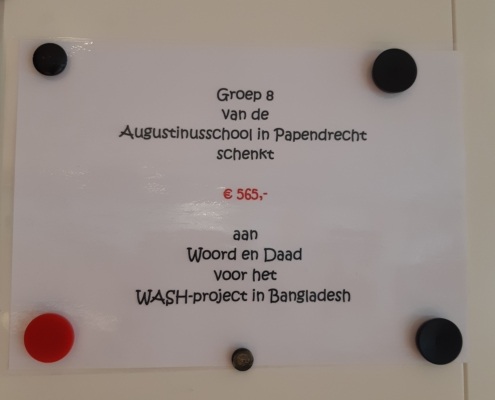 Groep 8
van de
Augustinusschool in Papendrecht
schenkt
€ 565,-
aan
Woord en Daad
voor het
WASH-project in Bangladesh